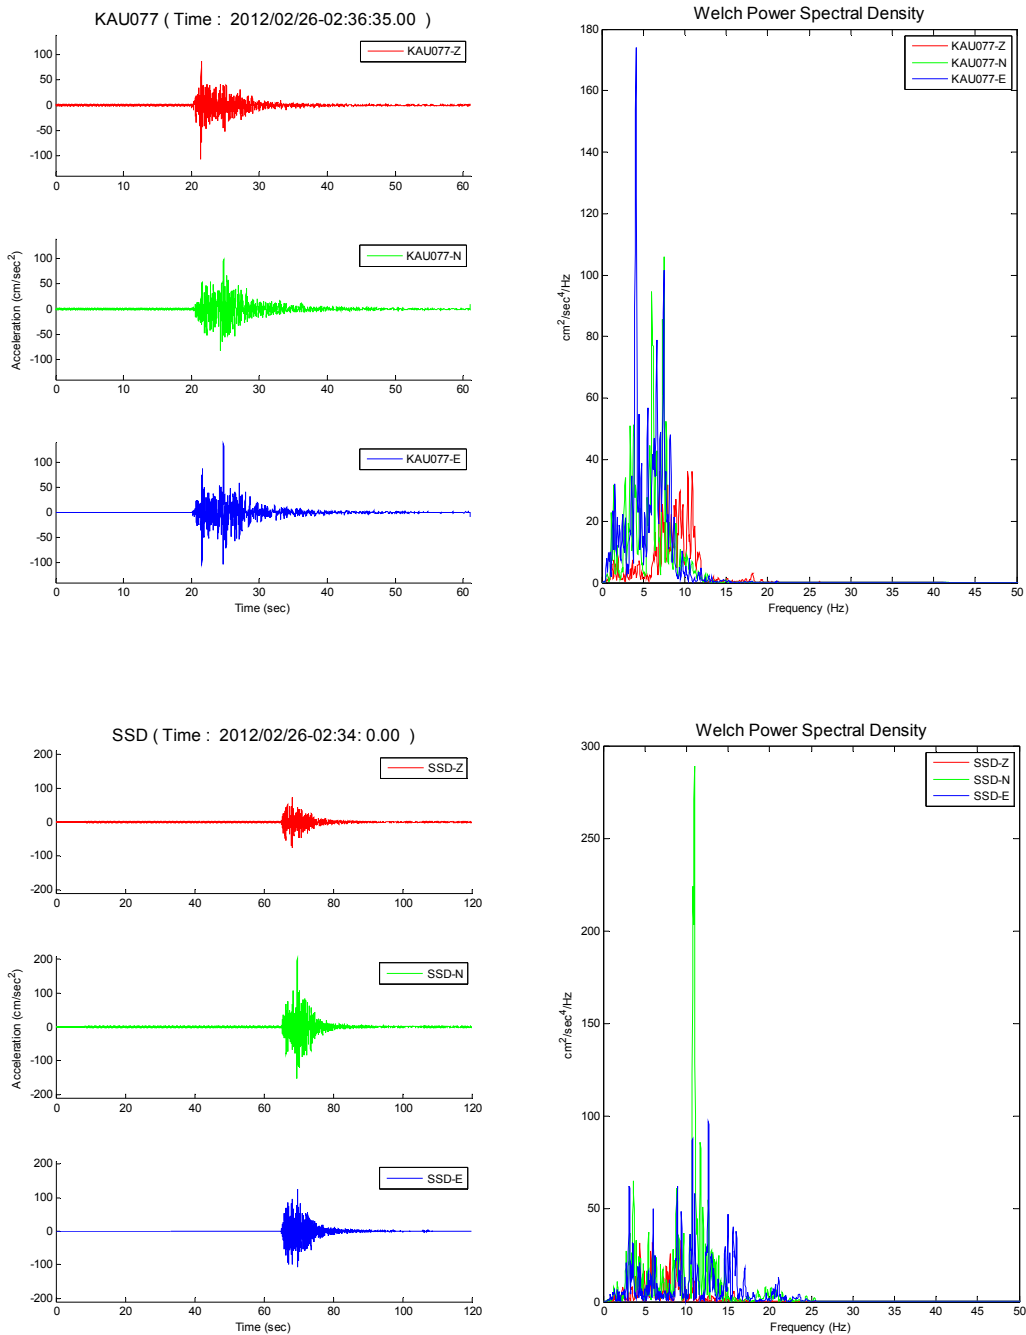 KAU077 ( Time :  2012/02/26-02:36:35.00  )
KAU077-Z
100
50
0
-50
-100
0 10 20 30 40 50 60
KAU077-N
Acceleration (cm/sec²)
100
50
0
-50
-100
0 10 20 30 40 50 60
KAU077-E
100
50
0
-50
-100
0 10 20 30 40 50 60
Time (sec)
Welch Power Spectral Density
KAU077-Z
KAU077-N
KAU077-E
cm²/sec⁴/Hz
180
160
140
120
100
80
60
40
20
0
0 5 10 15 20 25 30 35 40 45 50
Frequency (Hz)
SSD ( Time :  2012/02/26-02:34: 0.00  )
SSD-Z
200
100
0
-100
-200
0 20 40 60 80 100 120
SSD-N
Acceleration (cm/sec²)
200
100
0
-100
-200
0 20 40 60 80 100 120
SSD-E
200
100
0
-100
-200
0 20 40 60 80 100 120
Time (sec)
Welch Power Spectral Density
SSD-Z
SSD-N
SSD-E
cm²/sec⁴/Hz
300
250
200
150
100
50
0
0 5 10 15 20 25 30 35 40 45 50
Frequency (Hz)